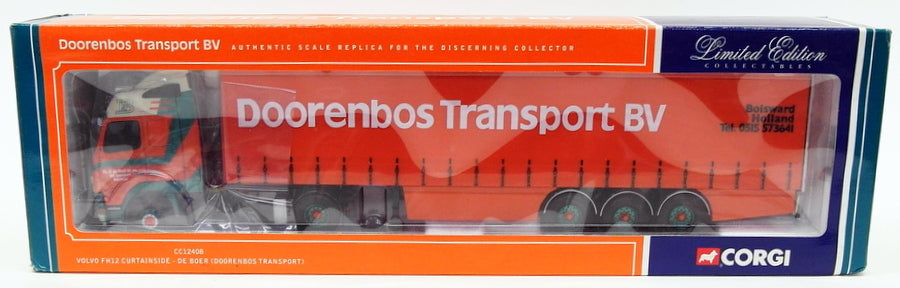 Doorenbos Transport BV AUTHENTIC SCALE REPLICA FOR THE DISCERNING COLLECTOR
Limited Edition
COLLECTABLES
Doorenbos Transport BV
Bolsward
Holland
Tel. 0515 573641
CC12406
VOLVO FH12 CURTAINSIDE - DE BOER (DOORENBOS TRANSPORT)
CORGI